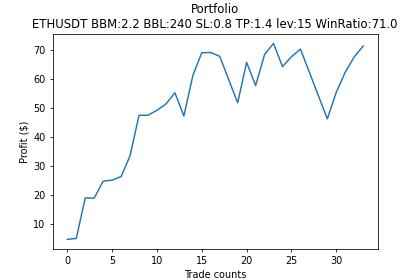 Portfolio
ETHUSDT BBM:2.2 BBL:240 SL:0.8 TP:1.4 lev:15 WinRatio:71.0
70
60
50
40
30
20
10
Profit ($)
0 5 10 15 20 25 30
Trade counts